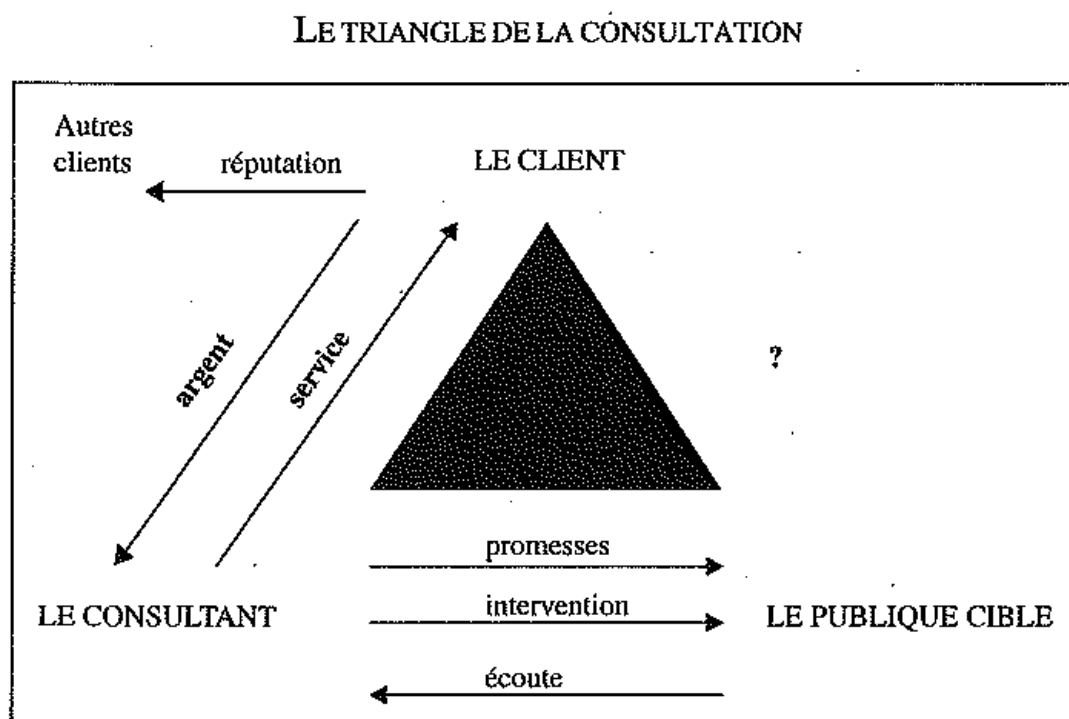 LE TRIANGLE DE LA CONSULTATION
Autres
clients
réputation
LE CLIENT
argent
service
?
promesses
LE CONSULTANT
intervention
LE PUBLIQUE CIBLE
écoute